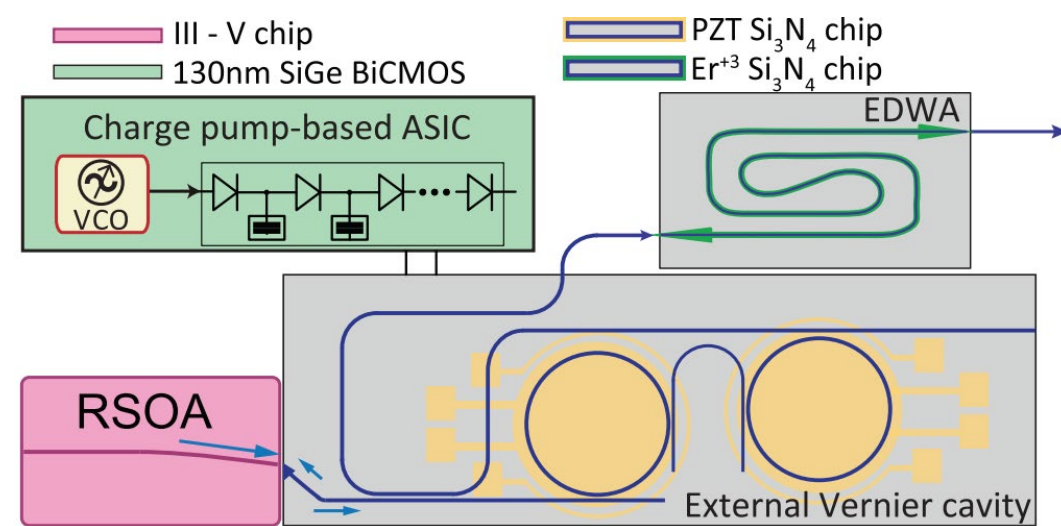 III - V chip
130nm SiGe BiCMOS
PZT Si₃N₄ chip
Er⁺³ Si₃N₄ chip
Charge pump-based ASIC
VCO
EDWA
RSOA
External Vernier cavity